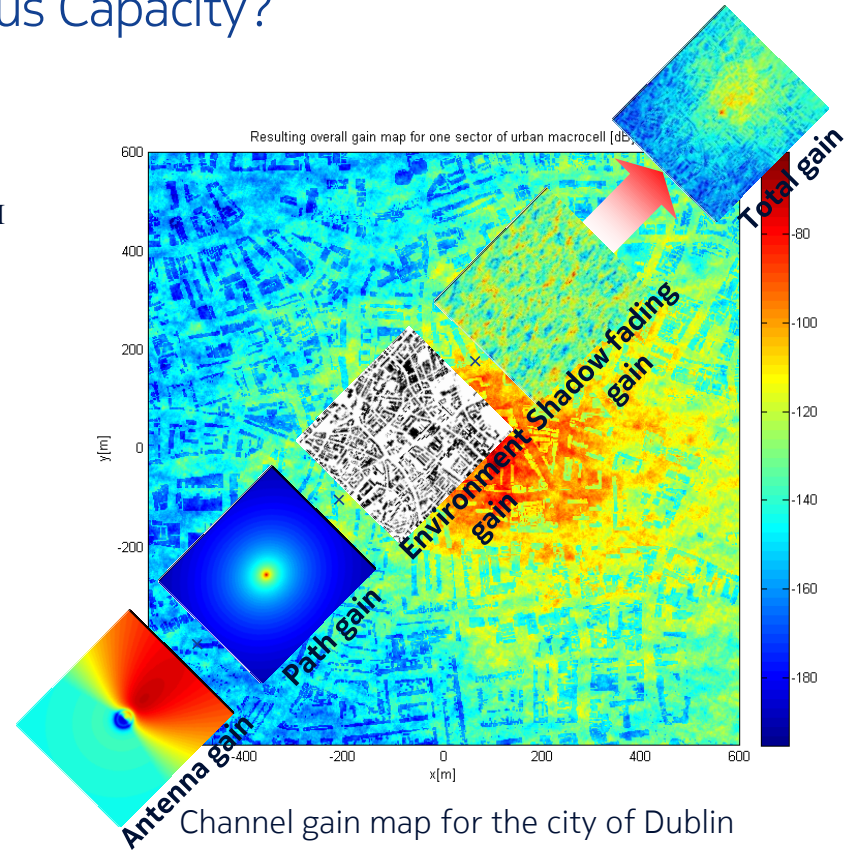 us Capacity?
Resulting overall gain map for one sector of urban macrocell [dB]
600
400
200
0
-200
y[m]
-400
-200
0
200
400
600
x[m]
-80
-100
-120
-140
-160
-180
Total gain
Shadow fading
gain
Environment
gain
Path gain
Antenna gain
Channel gain map for the city of Dublin